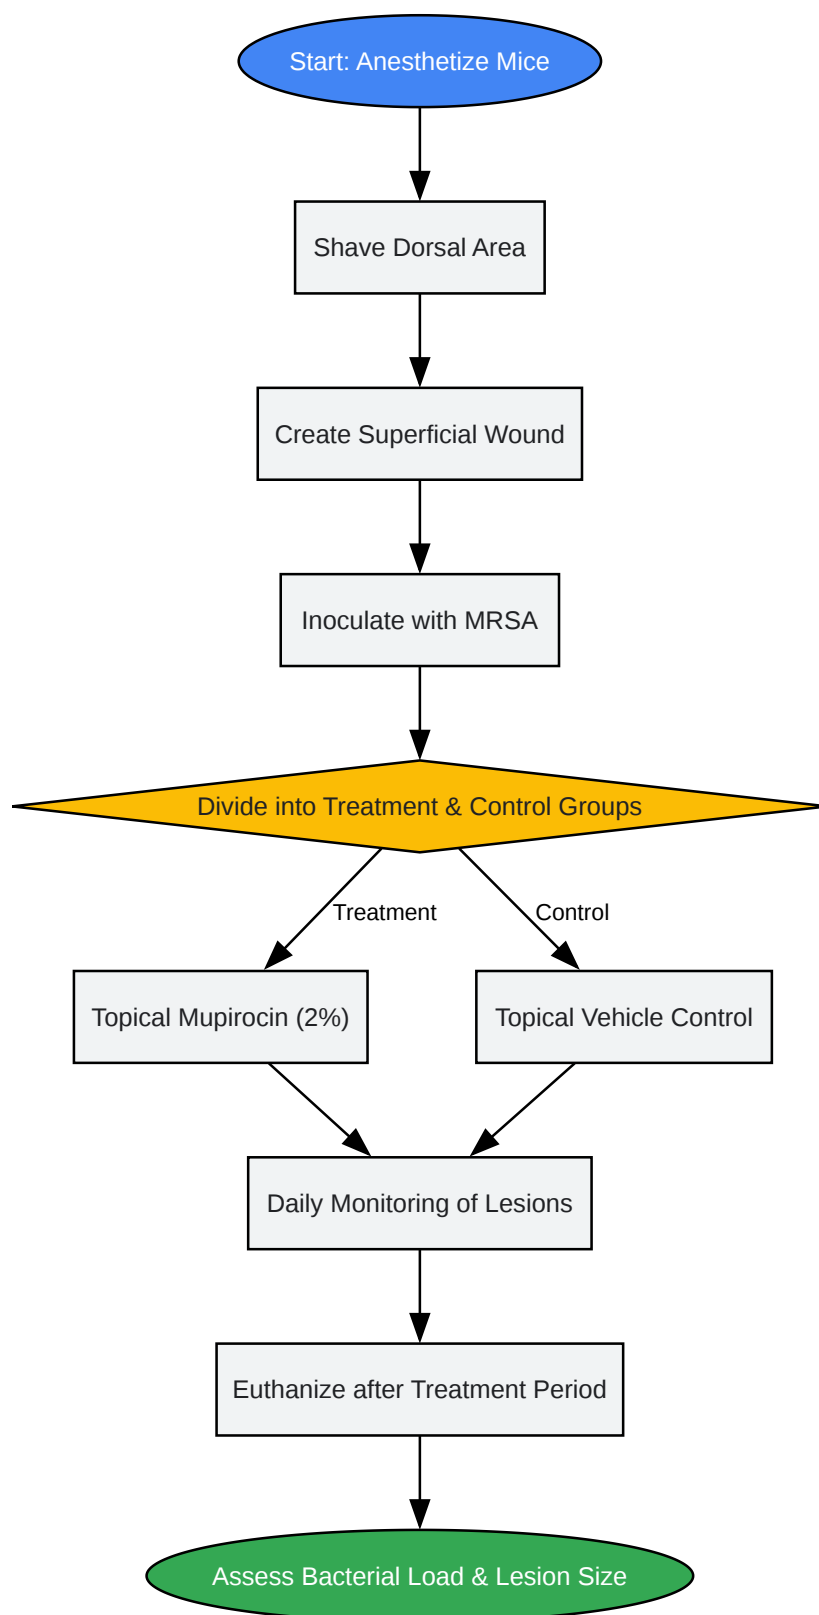 Start: Anesthetize Mice
Shave Dorsal Area
Create Superficial Wound
Inoculate with MRSA
Divide into Treatment & Control Groups
Treatment
Control
Topical Mupirocin (2%)
Topical Vehicle Control
Daily Monitoring of Lesions
Euthanize after Treatment Period
Assess Bacterial Load & Lesion Size